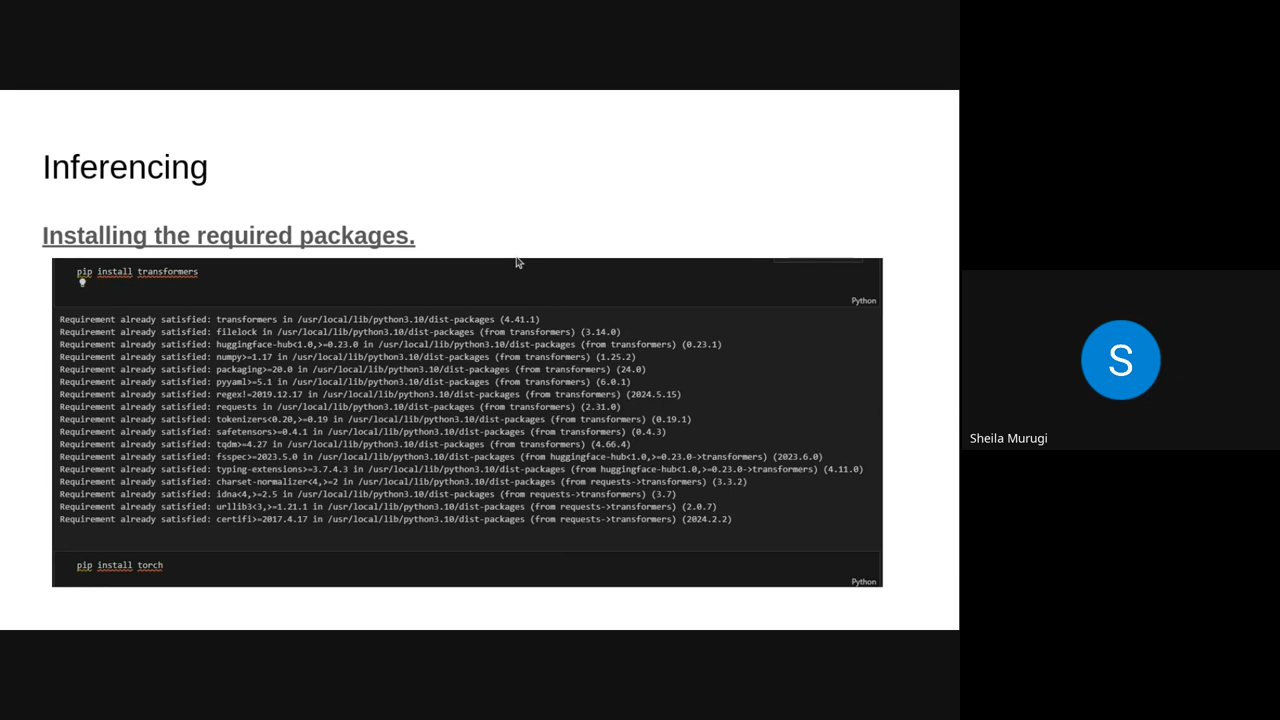 Inferencing
Installing the required packages.
pip install transformers
Python
Requirement already satisfied: transformers in /usr/local/lib/python3.10/dist-packages (4.41.1)
Requirement already satisfied: filelock in /usr/local/lib/python3.10/dist-packages (from transformers) (3.14.0)
Requirement already satisfied: huggingface-hub<1.0,>=0.23.0 in /usr/local/lib/python3.10/dist-packages (from transformers) (0.23.1)
Requirement already satisfied: numpy>=1.17 in /usr/local/lib/python3.10/dist-packages (from transformers) (1.25.2)
Requirement already satisfied: packaging>=20.0 in /usr/local/lib/python3.10/dist-packages (from transformers) (24.0)
Requirement already satisfied: pyyaml>=5.1 in /usr/local/lib/python3.10/dist-packages (from transformers) (6.0.1)
Requirement already satisfied: regex!=2019.12.17 in /usr/local/lib/python3.10/dist-packages (from transformers) (2024.5.15)
Requirement already satisfied: requests in /usr/local/lib/python3.10/dist-packages (from transformers) (2.31.0)
Requirement already satisfied: tokenizers<0.20,>=0.19 in /usr/local/lib/python3.10/dist-packages (from transformers) (0.19.1)
Requirement already satisfied: safetensors>=0.4.1 in /usr/local/lib/python3.10/dist-packages (from transformers) (0.4.3)
Requirement already satisfied: tqdm>=4.27 in /usr/local/lib/python3.10/dist-packages (from transformers) (4.66.4)
Requirement already satisfied: fsspec>=2023.5.0 in /usr/local/lib/python3.10/dist-packages (from huggingface-hub<1.0,>=0.23.0->transformers) (2023.6.0)
Requirement already satisfied: typing-extensions>=3.7.4.3 in /usr/local/lib/python3.10/dist-packages (from huggingface-hub<1.0,>=0.23.0->transformers) (4.11.0)
Requirement already satisfied: charset-normalizer<4,>=2 in /usr/local/lib/python3.10/dist-packages (from requests->transformers) (3.3.2)
Requirement already satisfied: idna<4,>=2.5 in /usr/local/lib/python3.10/dist-packages (from requests->transformers) (3.7)
Requirement already satisfied: urllib3<3,>=1.21.1 in /usr/local/lib/python3.10/dist-packages (from requests->transformers) (2.0.7)
Requirement already satisfied: certifi>=2017.4.17 in /usr/local/lib/python3.10/dist-packages (from requests->transformers) (2024.2.2)
pip install torch
Python
S
Sheila Murugi